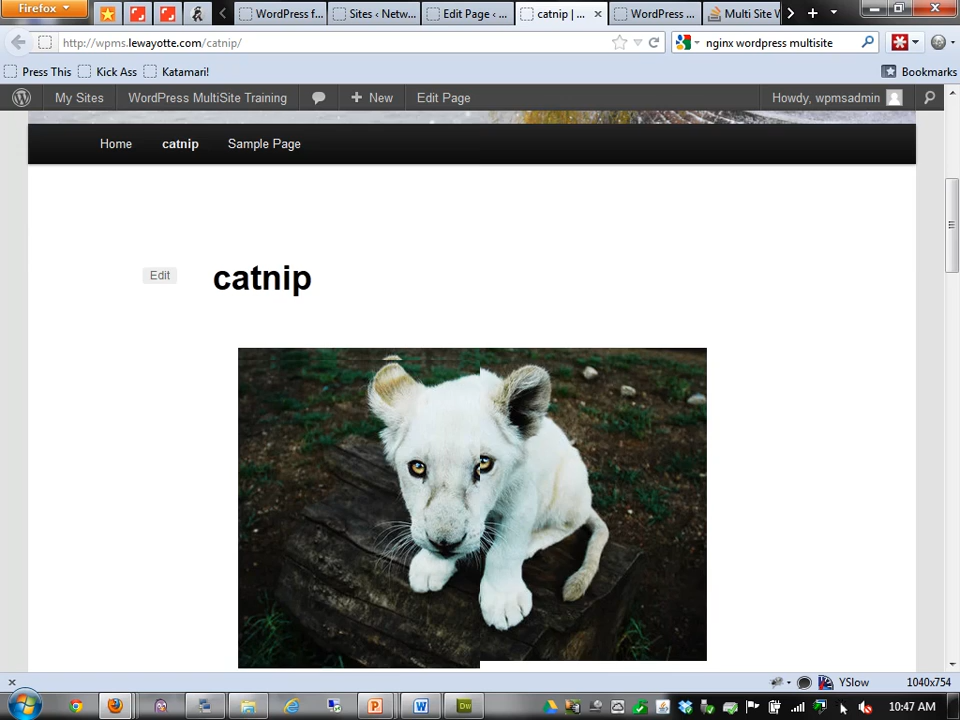 Firefox
WordPress f...
Sites ‹ Netw...
Edit Page ‹ ...
catnip | ...
WordPress ...
Multi Site W
http://wpms.lewayotte.com/catnip/
nginx wordpress multisite
Press This
Kick Ass
Katamari!
Bookmarks
My Sites
WordPress MultiSite Training
New
Edit Page
Howdy, wpmsadmin
Home
catnip
Sample Page
Edit
catnip
YSlow
1040x754
Dw
10:47 AM